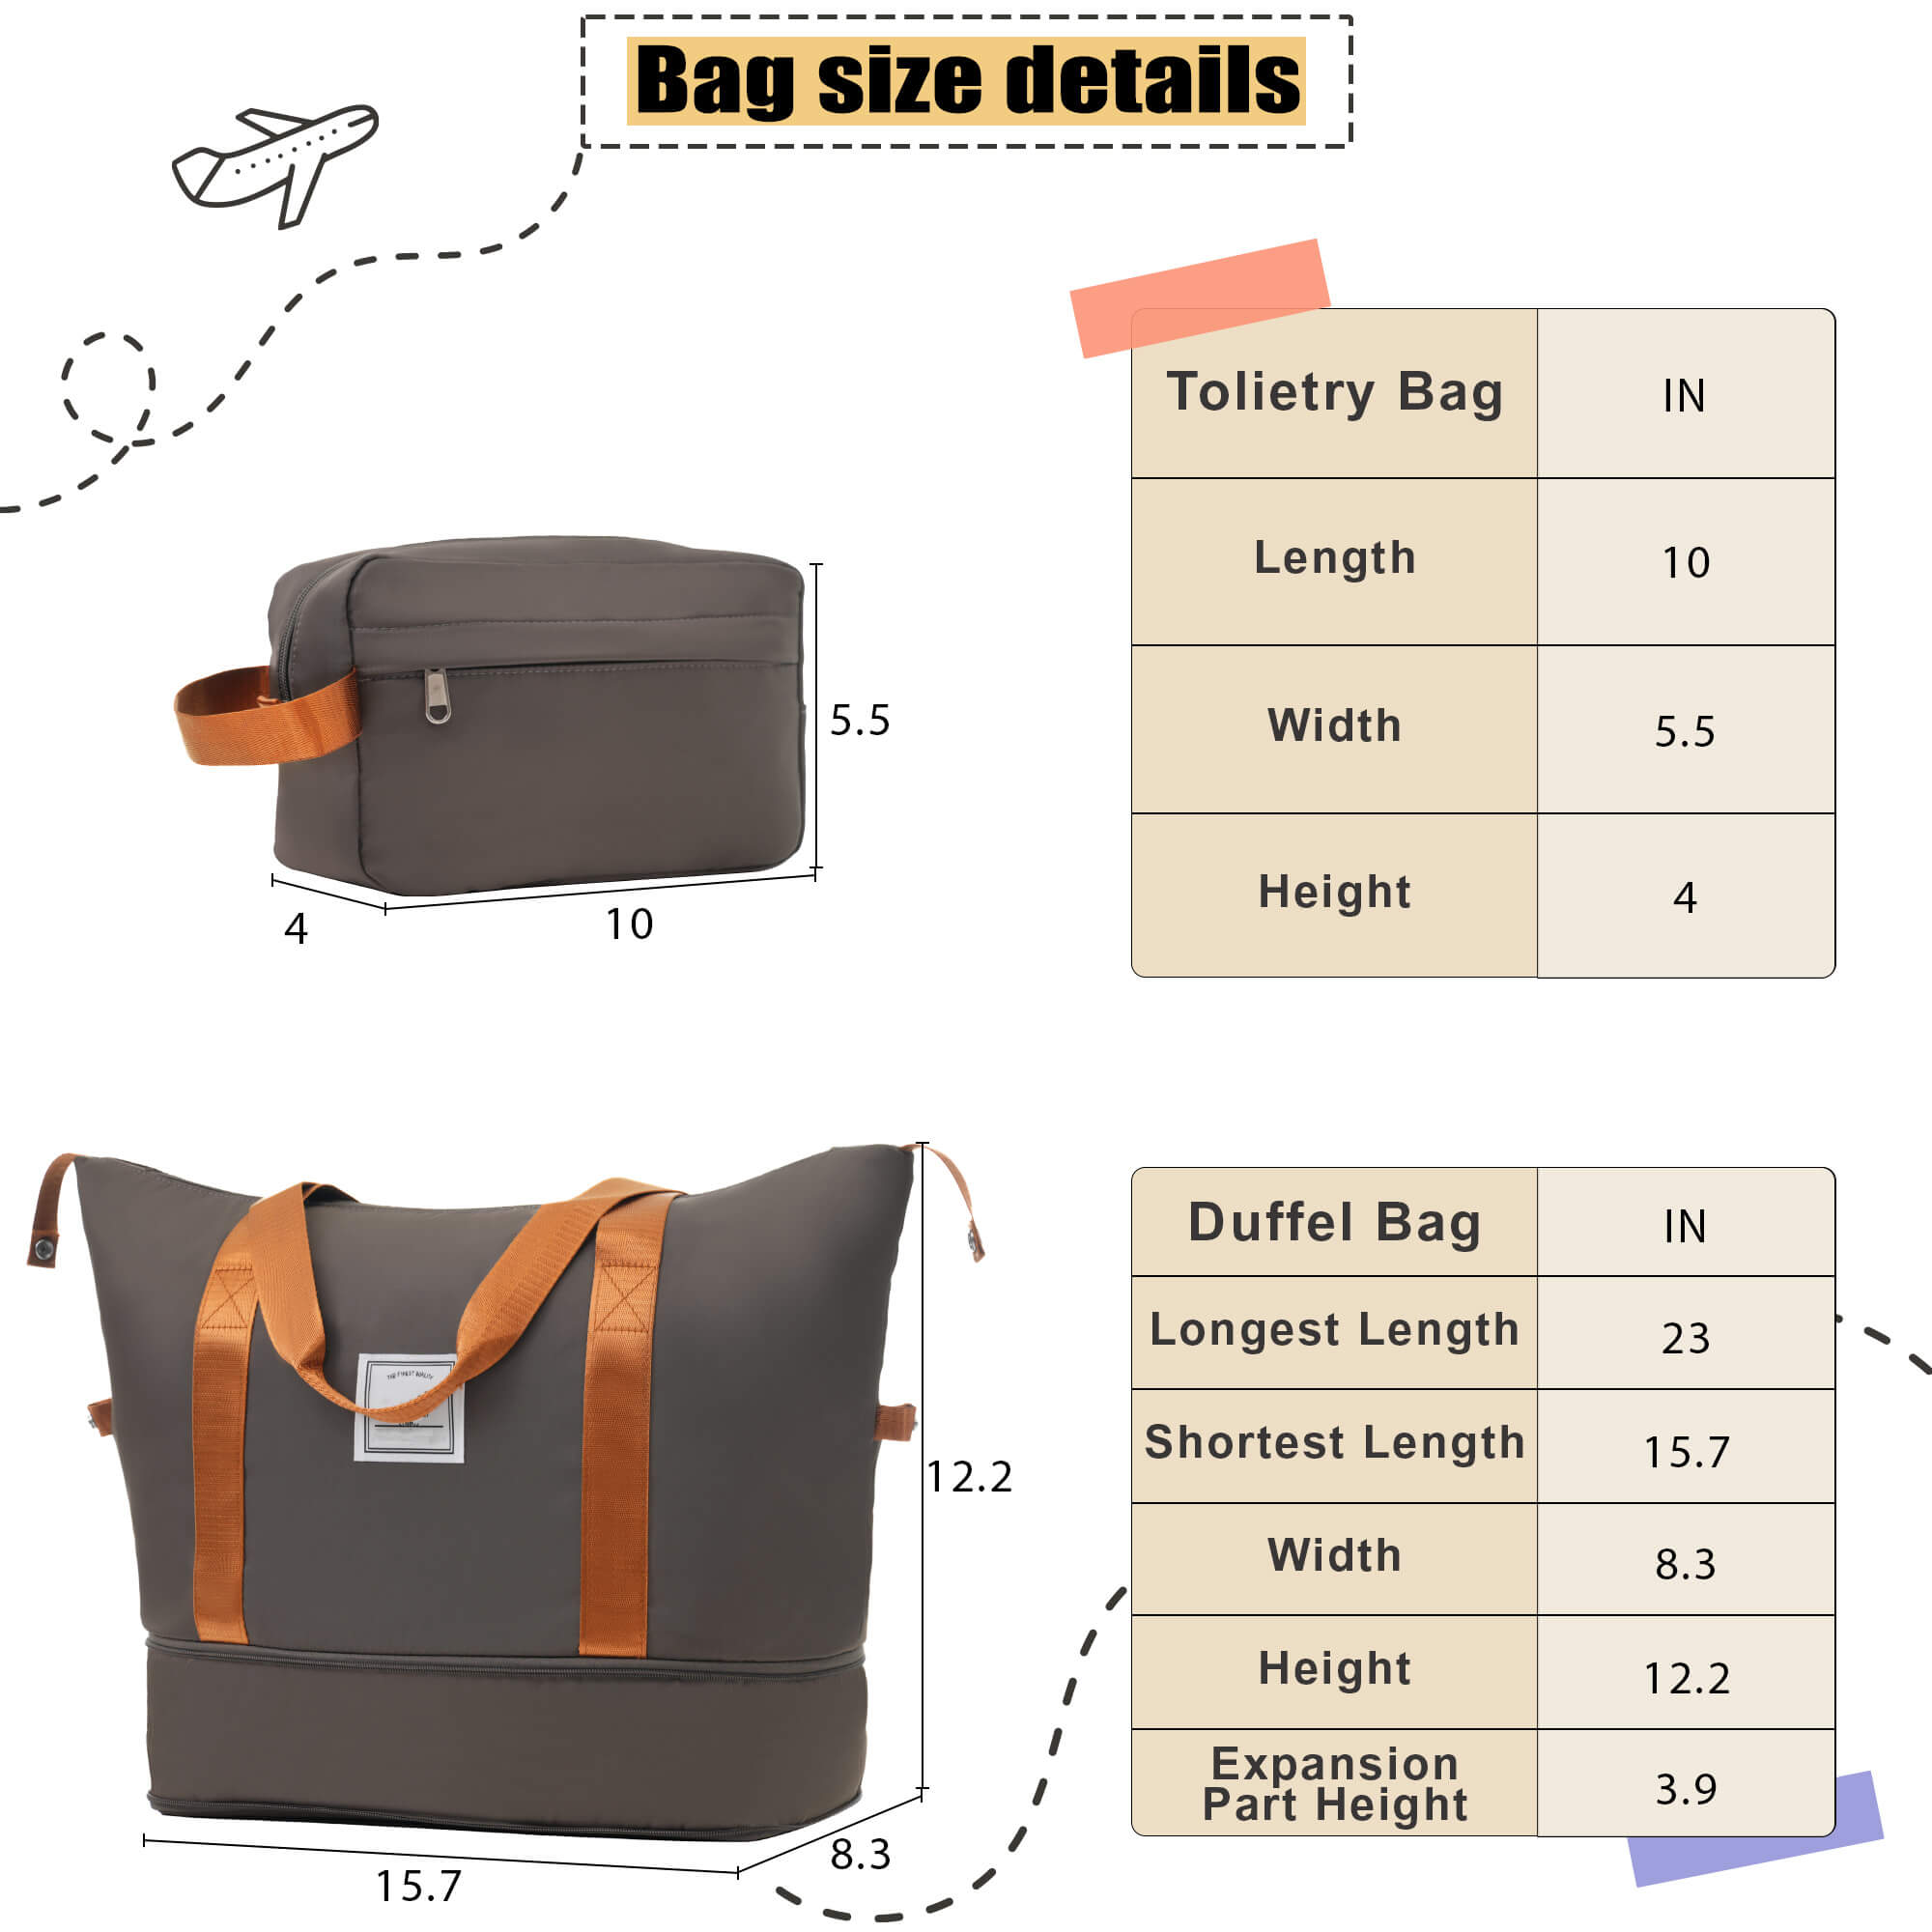 Bag size details
Tolietry Bag IN
Length 10
Width 5.5
Height 4
5.5
4
10
Duffel Bag IN
Longest Length 23
Shortest Length 15.7
Width 8.3
Height 12.2
Expansion
Part Height 3.9
THE FINEST
12.2
8.3
15.7